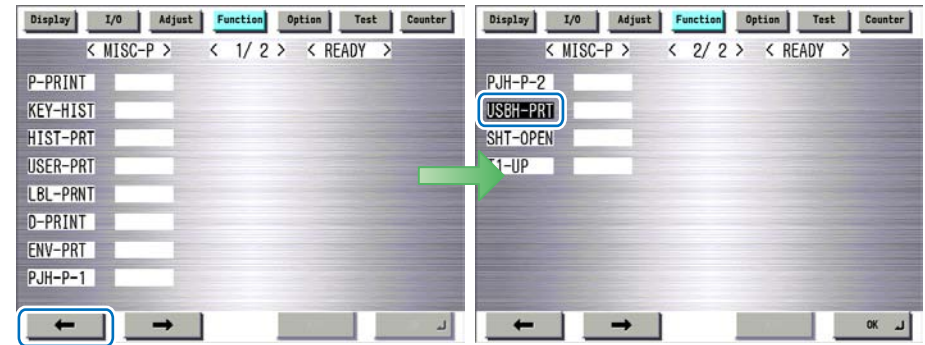 Display I/O Adjust Function Option Test Counter
< MISC-P > < 1/ 2 > < READY >
P-PRINT
KEY-HIST
HIST-PRT
USER-PRT
LBL-PRNT
D-PRINT
ENV-PRT
PJH-P-1
Display I/O Adjust Function Option Test Counter
< MISC-P > < 2/ 2 > < READY >
PJH-P-2
USBH-PRT
SHT-OPEN
T1-UP
OK